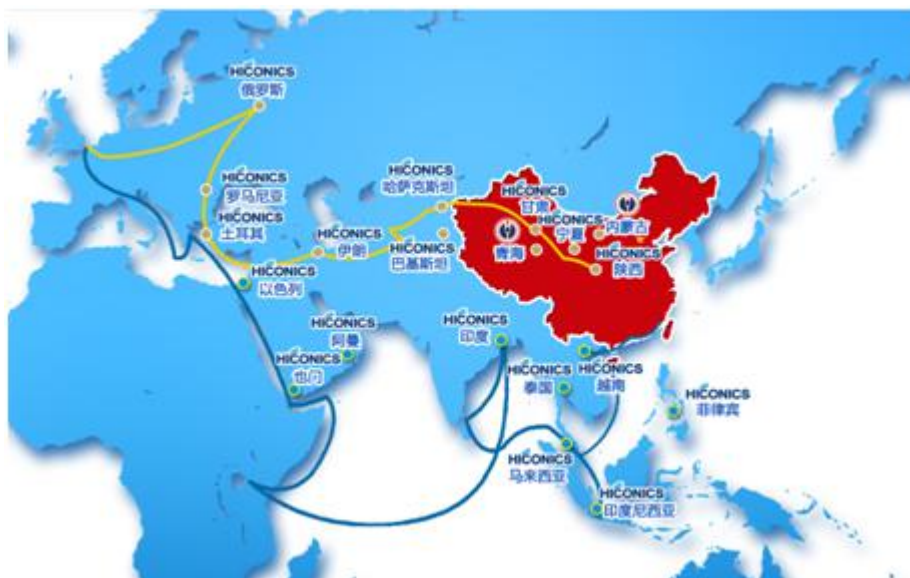 HICONICS
俄罗斯
HICONICS
罗马尼亚
HICONICS
土耳其
HICONICS
伊朗
HICONICS
哈萨克斯坦
HICONICS
巴基斯坦
HICONICS
甘肃
HICONICS
宁夏
HICONICS
内蒙古
青海
HICONICS
陕西
HICONICS
以色列
HICONICS
阿曼
HICONICS
也门
HICONICS
印度
HICONICS
泰国
HICONICS
越南
HICONICS
菲律宾
HICONICS
马来西亚
HICONICS
印度尼西亚